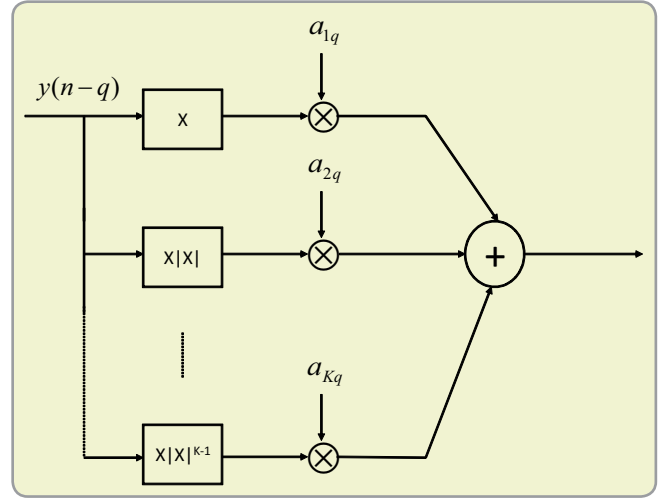 a₁q
y(n−q)
X
a₂q
X|X|
+
aKq
X|X|ᴷ⁻¹